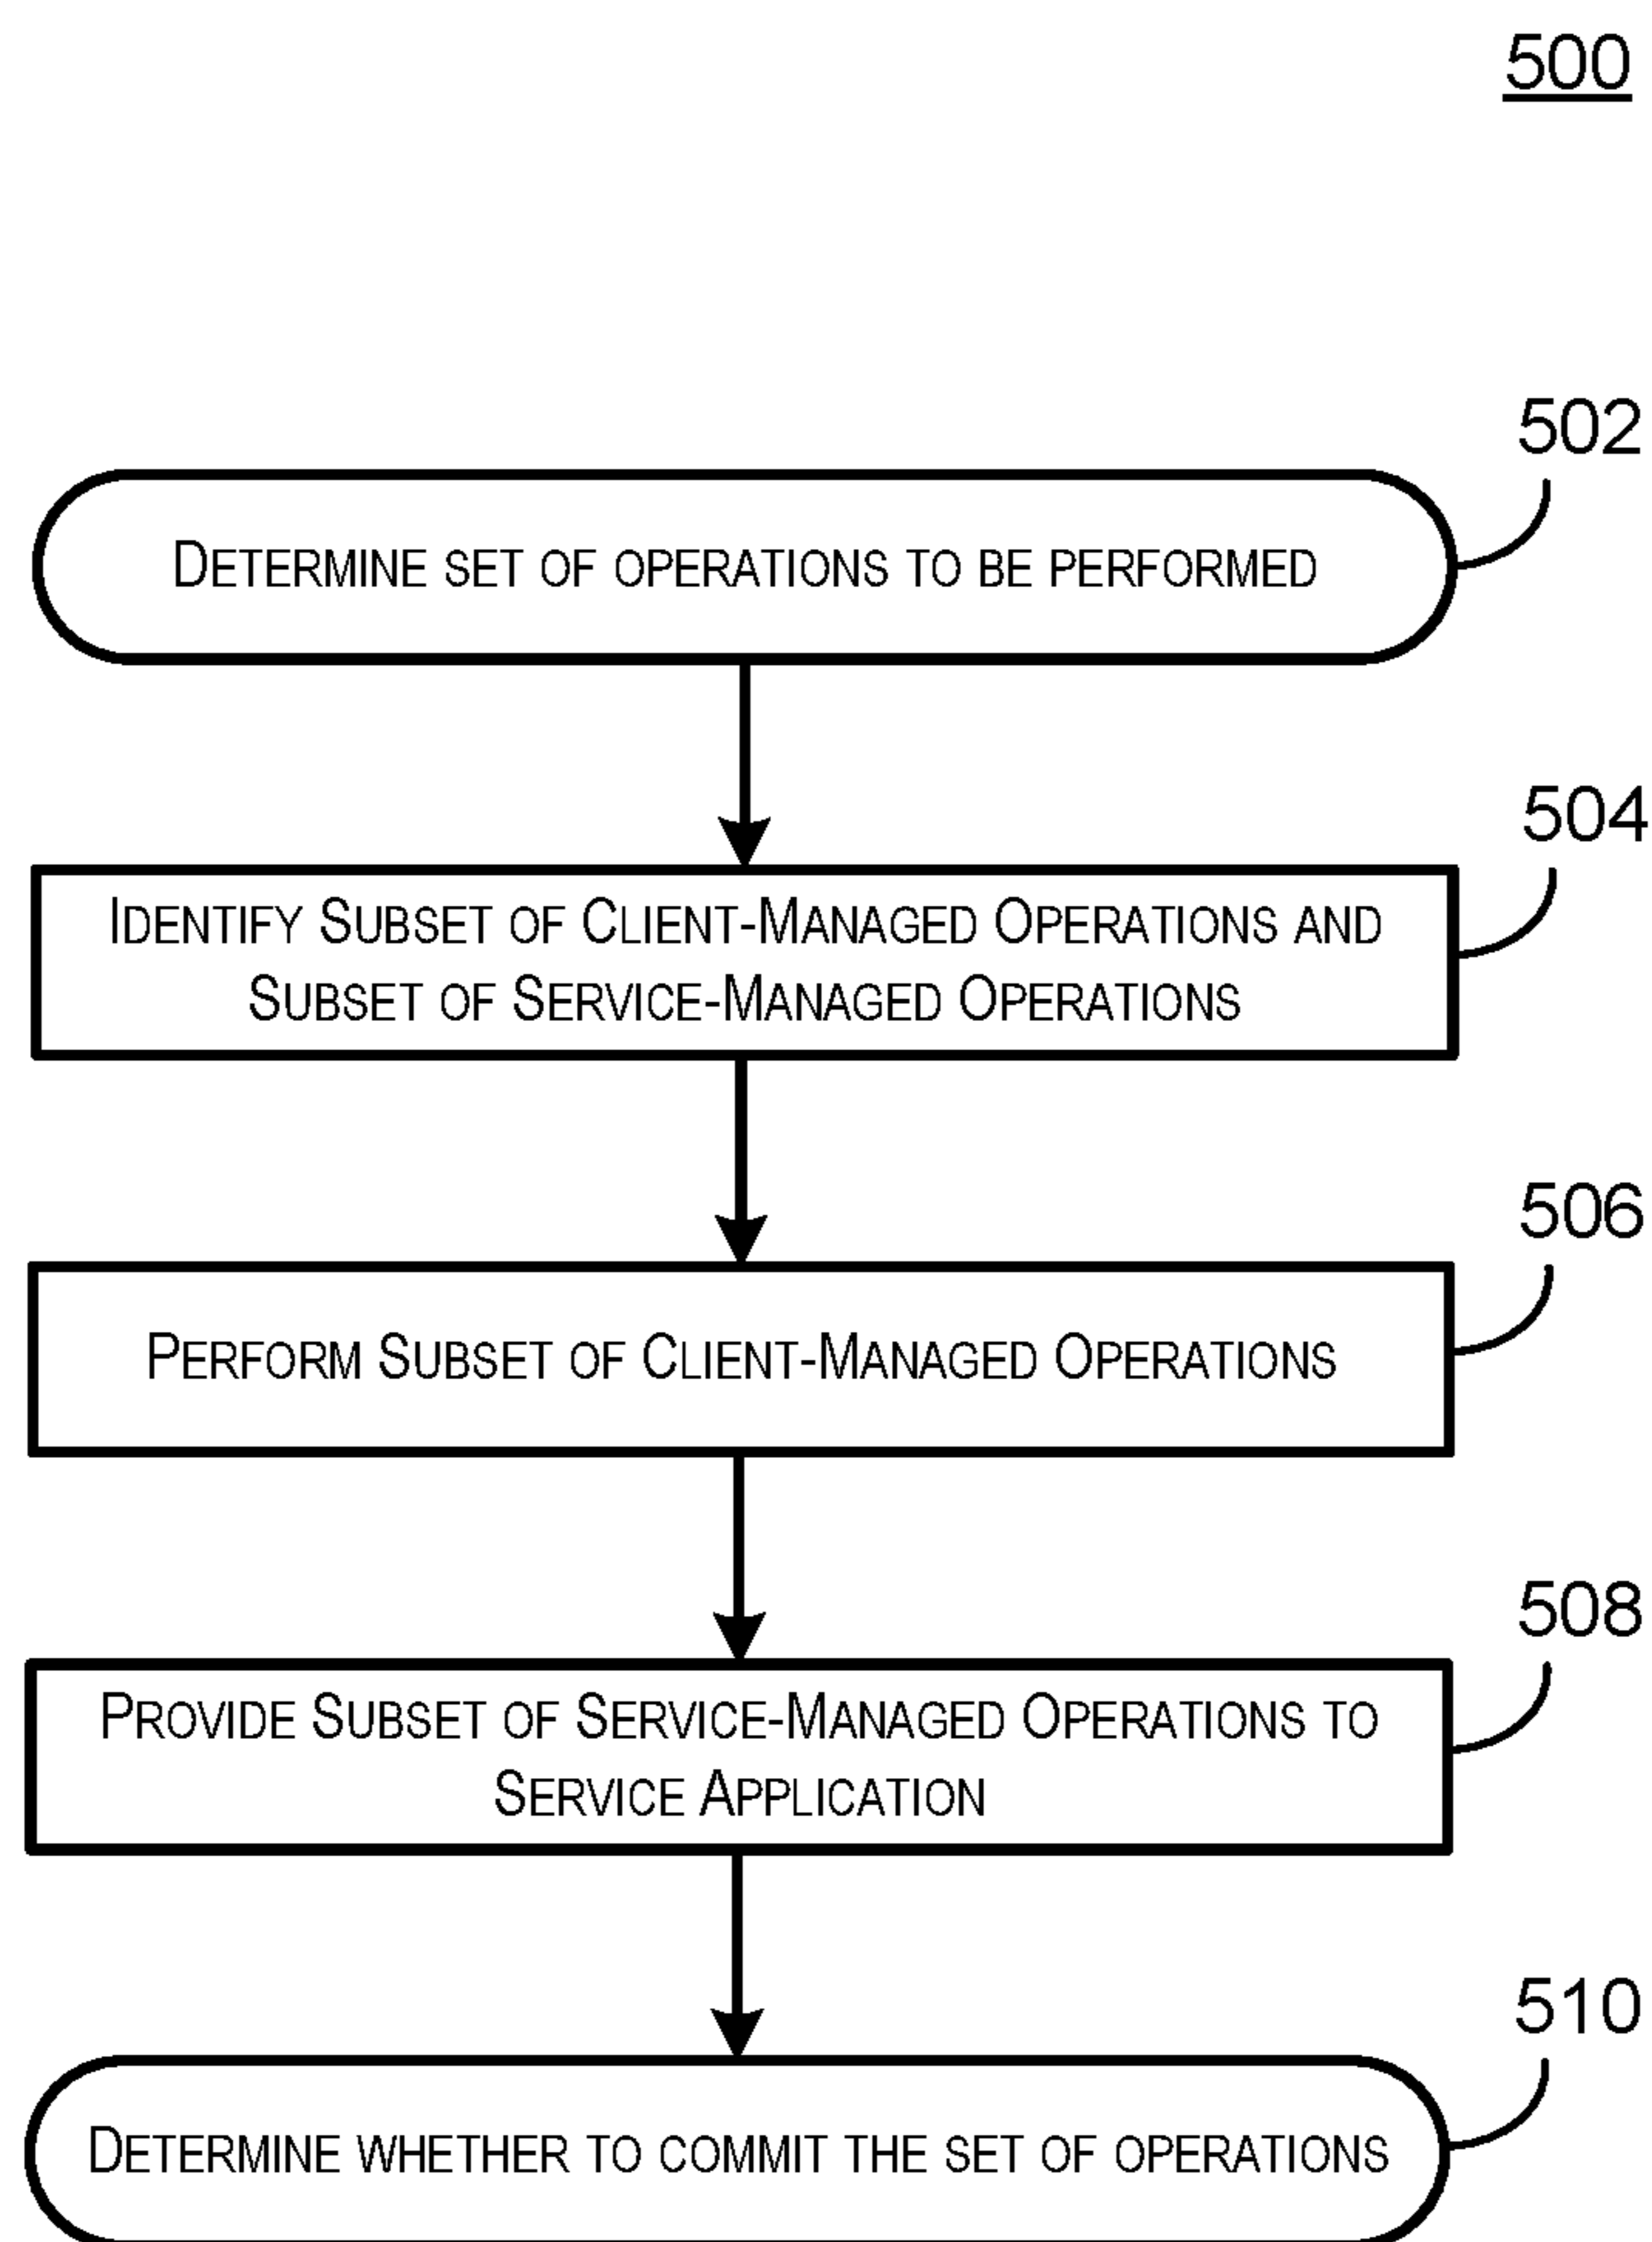 500
502
Determine set of operations to be performed
504
Identify Subset of Client-Managed Operations and
Subset of Service-Managed Operations
506
Perform Subset of Client-Managed Operations
508
Provide Subset of Service-Managed Operations to
Service Application
510
Determine whether to commit the set of operations